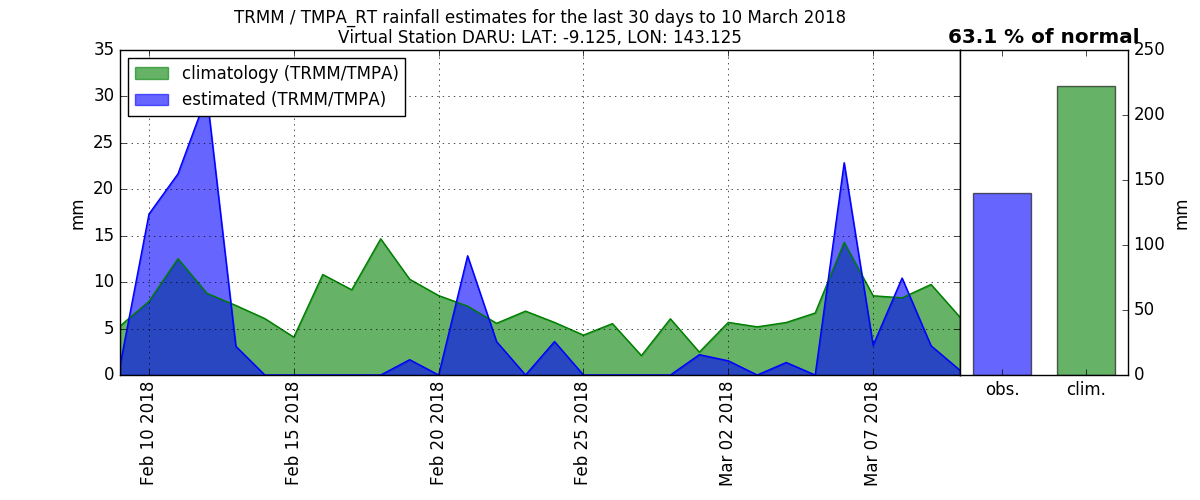 TRMM / TMPA_RT rainfall estimates for the last 30 days to 10 March 2018
Virtual Station DARU: LAT: -9.125, LON: 143.125
63.1 % of normal
climatology (TRMM/TMPA)
estimated (TRMM/TMPA)
35
30
25
20
15
10
5
0
mm
Feb 10 2018
Feb 15 2018
Feb 20 2018
Feb 25 2018
Mar 02 2018
Mar 07 2018
obs.
clim.
250
200
150
100
50
0
mm